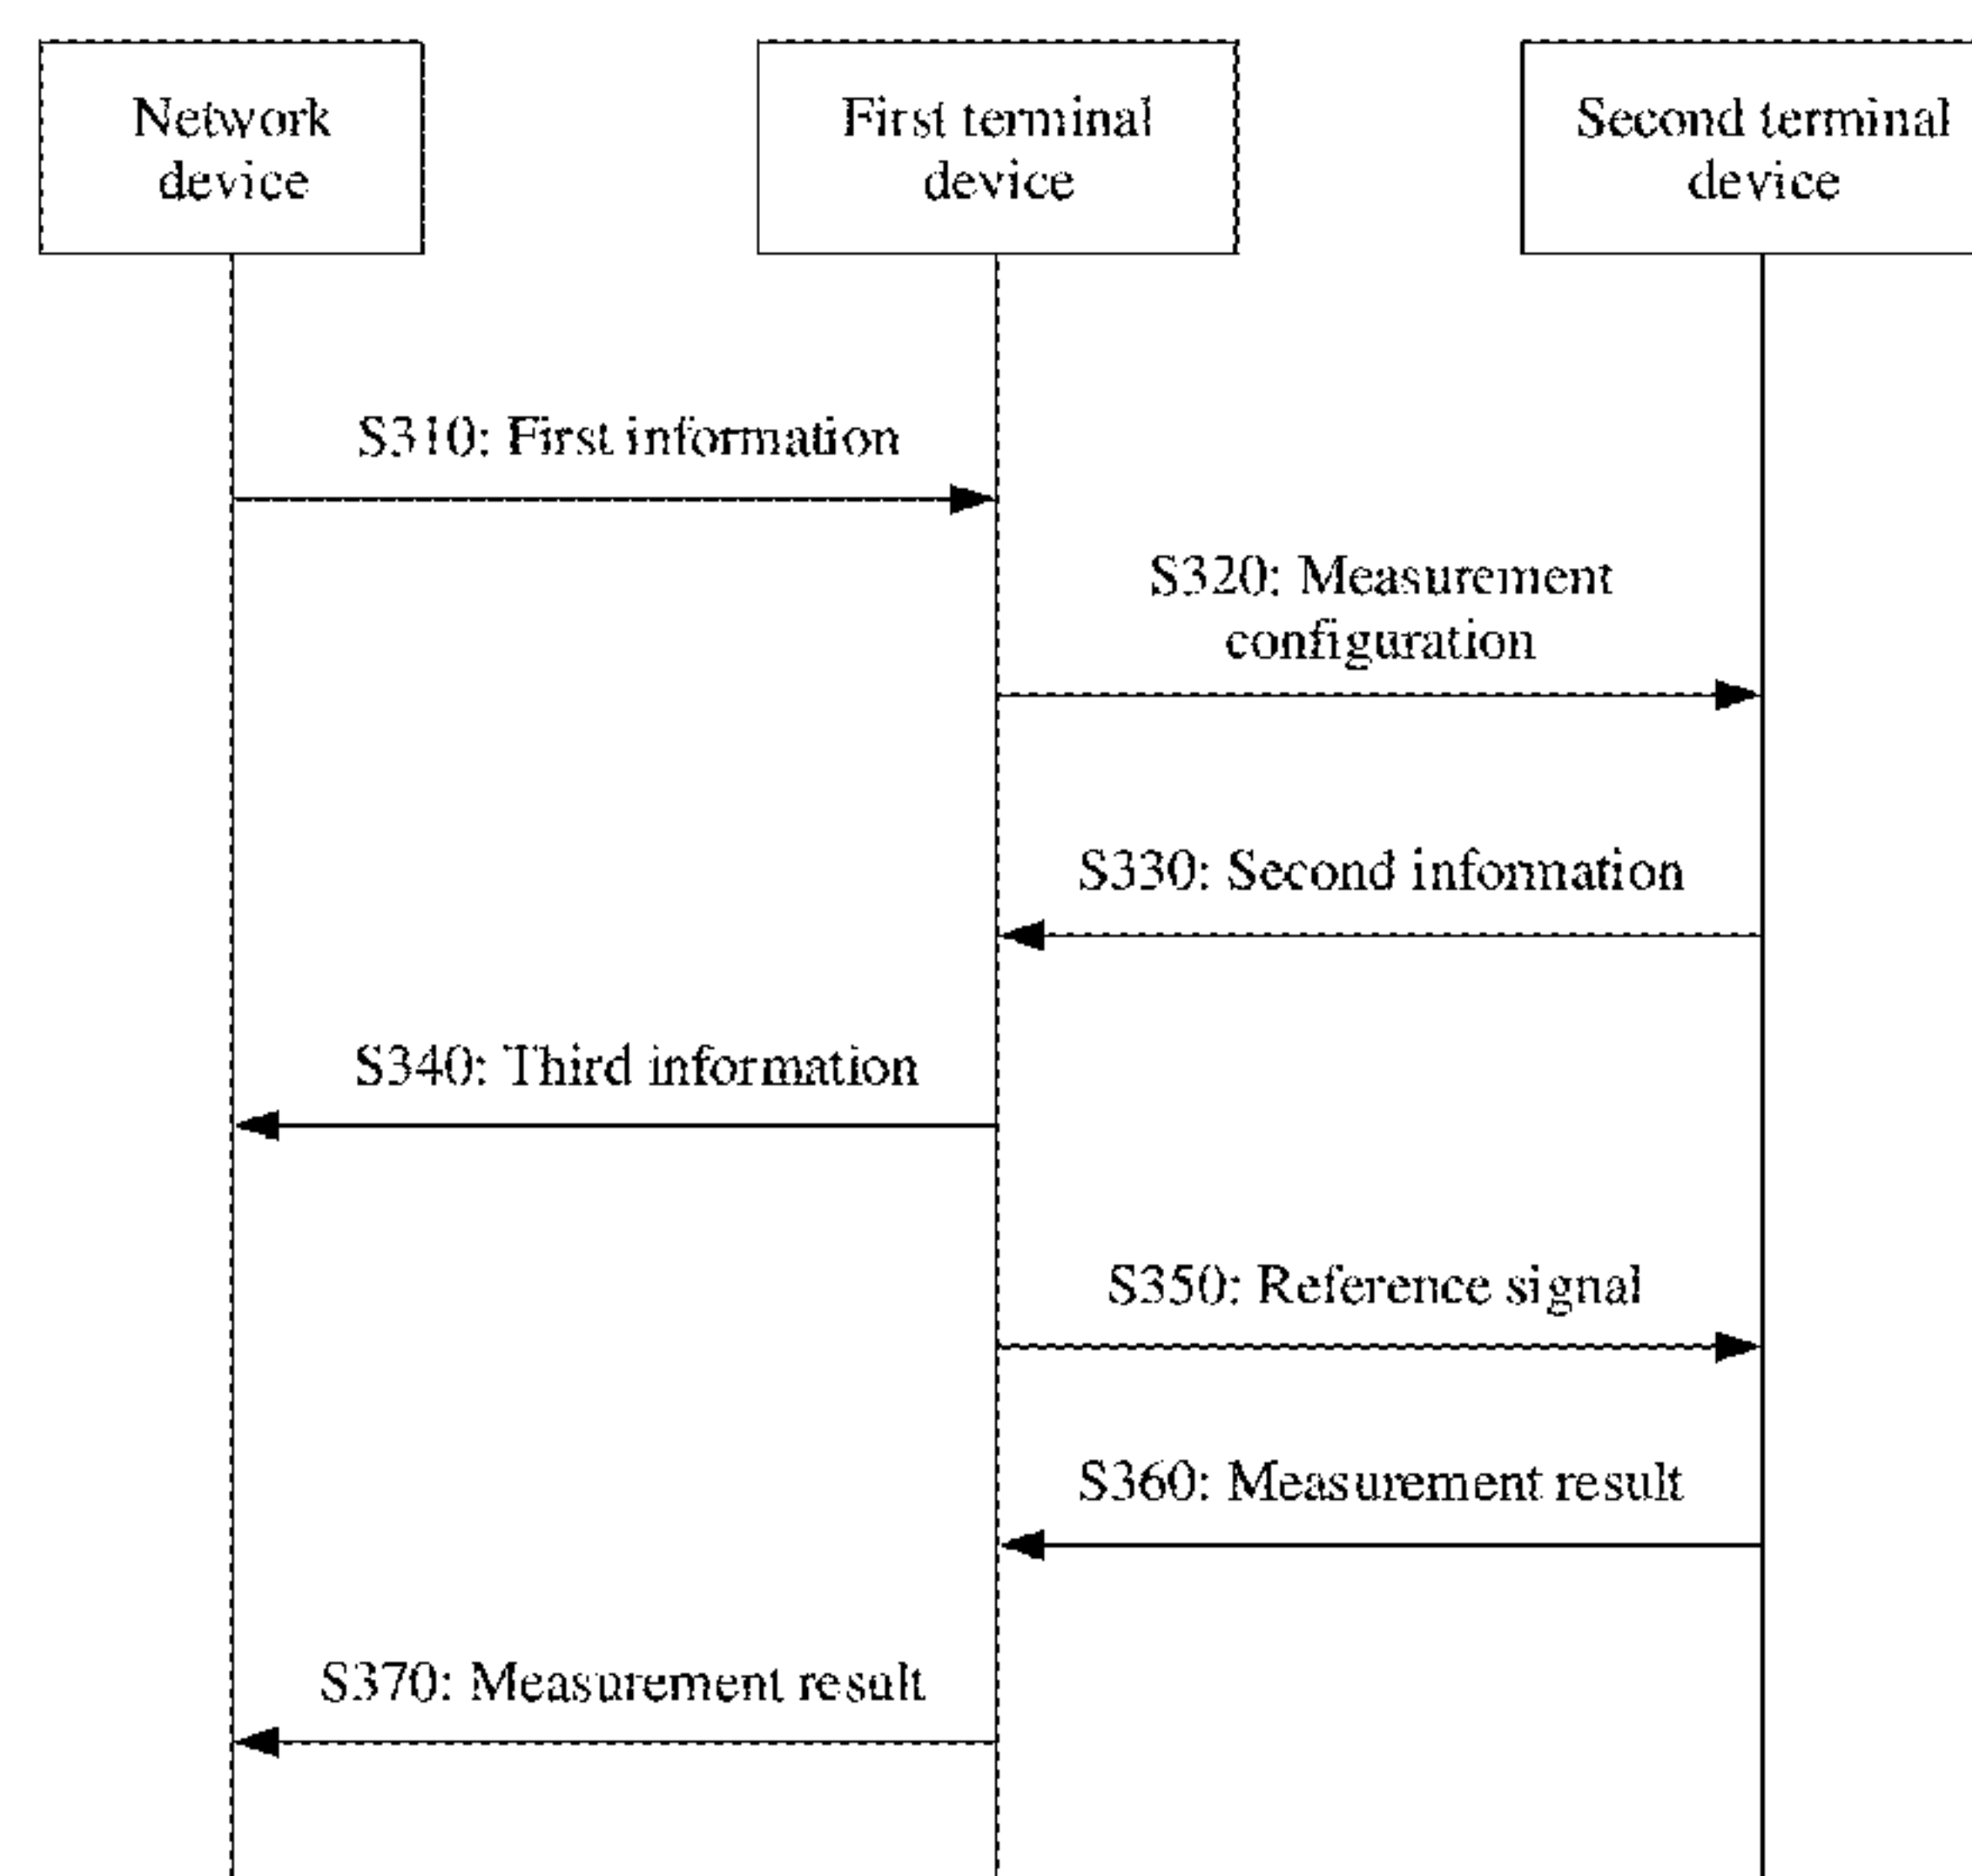 Network
device
First terminal
device
Second terminal
device
S310: First information
S320: Measurement
configuration
S330: Second information
S340: Third information
S350: Reference signal
S360: Measurement result
S370: Measurement result